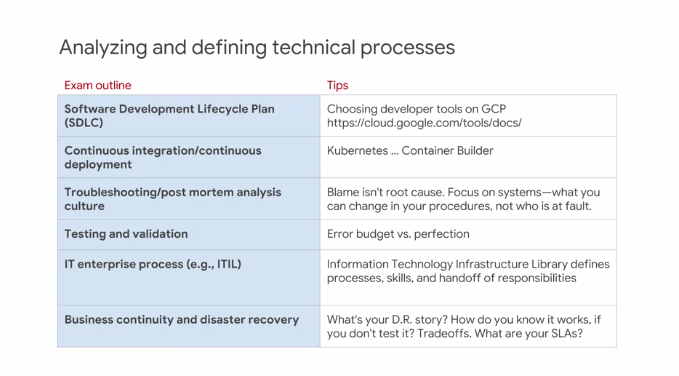 Analyzing and defining technical processes
Exam outline
Tips
Software Development Lifecycle Plan
(SDLC)
Choosing developer tools on GCP
https://cloud.google.com/tools/docs/
Continuous integration/continuous
deployment
Kubernetes ... Container Builder
Troubleshooting/post mortem analysis
culture
Blame isn't root cause. Focus on systems—what you
can change in your procedures, not who is at fault.
Testing and validation
Error budget vs. perfection
IT enterprise process (e.g., ITIL)
Information Technology Infrastructure Library defines
processes, skills, and handoff of responsibilities
Business continuity and disaster recovery
What's your D.R. story? How do you know it works, if
you don't test it? Tradeoffs. What are your SLAs?